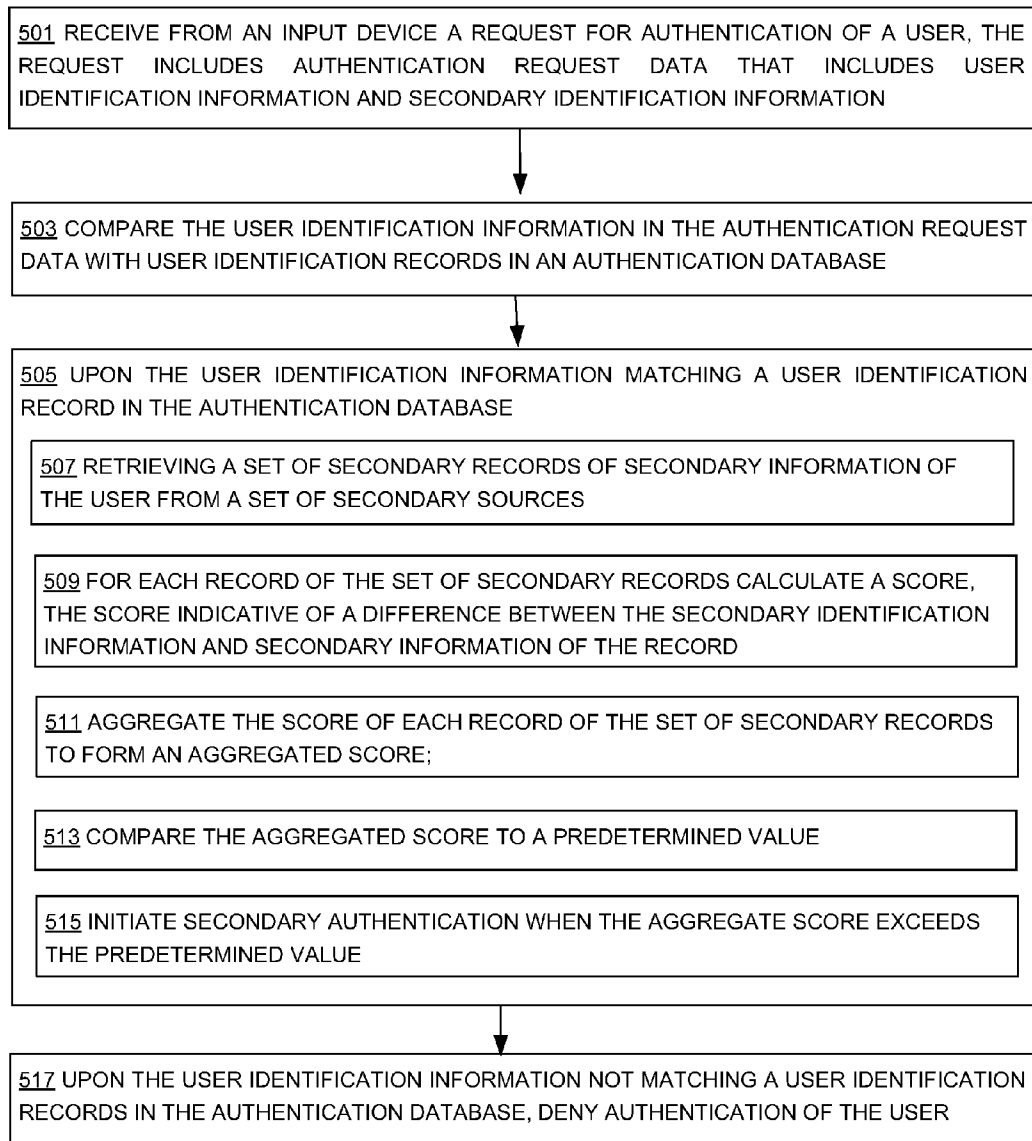 501 RECEIVE FROM AN INPUT DEVICE A REQUEST FOR AUTHENTICATION OF A USER, THE
REQUEST INCLUDES AUTHENTICATION REQUEST DATA THAT INCLUDES USER
IDENTIFICATION INFORMATION AND SECONDARY IDENTIFICATION INFORMATION
503 COMPARE THE USER IDENTIFICATION INFORMATION IN THE AUTHENTICATION REQUEST
DATA WITH USER IDENTIFICATION RECORDS IN AN AUTHENTICATION DATABASE
505 UPON THE USER IDENTIFICATION INFORMATION MATCHING A USER IDENTIFICATION
RECORD IN THE AUTHENTICATION DATABASE
507 RETRIEVING A SET OF SECONDARY RECORDS OF SECONDARY INFORMATION OF
THE USER FROM A SET OF SECONDARY SOURCES
509 FOR EACH RECORD OF THE SET OF SECONDARY RECORDS CALCULATE A SCORE,
THE SCORE INDICATIVE OF A DIFFERENCE BETWEEN THE SECONDARY IDENTIFICATION
INFORMATION AND SECONDARY INFORMATION OF THE RECORD
511 AGGREGATE THE SCORE OF EACH RECORD OF THE SET OF SECONDARY RECORDS
TO FORM AN AGGREGATED SCORE;
513 COMPARE THE AGGREGATED SCORE TO A PREDETERMINED VALUE
515 INITIATE SECONDARY AUTHENTICATION WHEN THE AGGREGATE SCORE EXCEEDS
THE PREDETERMINED VALUE
517 UPON THE USER IDENTIFICATION INFORMATION NOT MATCHING A USER IDENTIFICATION
RECORDS IN THE AUTHENTICATION DATABASE, DENY AUTHENTICATION OF THE USER